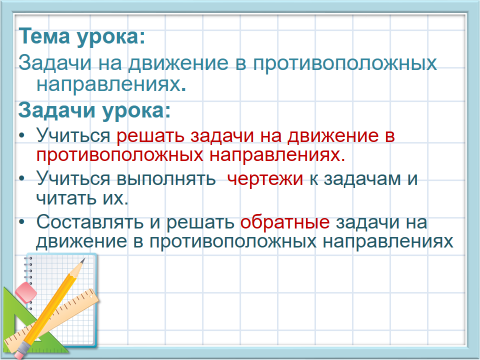 Тема урока:
Задачи на движение в противоположных
направлениях.
Задачи урока:
• Учиться решать задачи на движение в
противоположных направлениях.
• Учиться выполнять чертежи к задачам и
читать их.
• Составлять и решать обратные задачи на
движение в противоположных направлениях